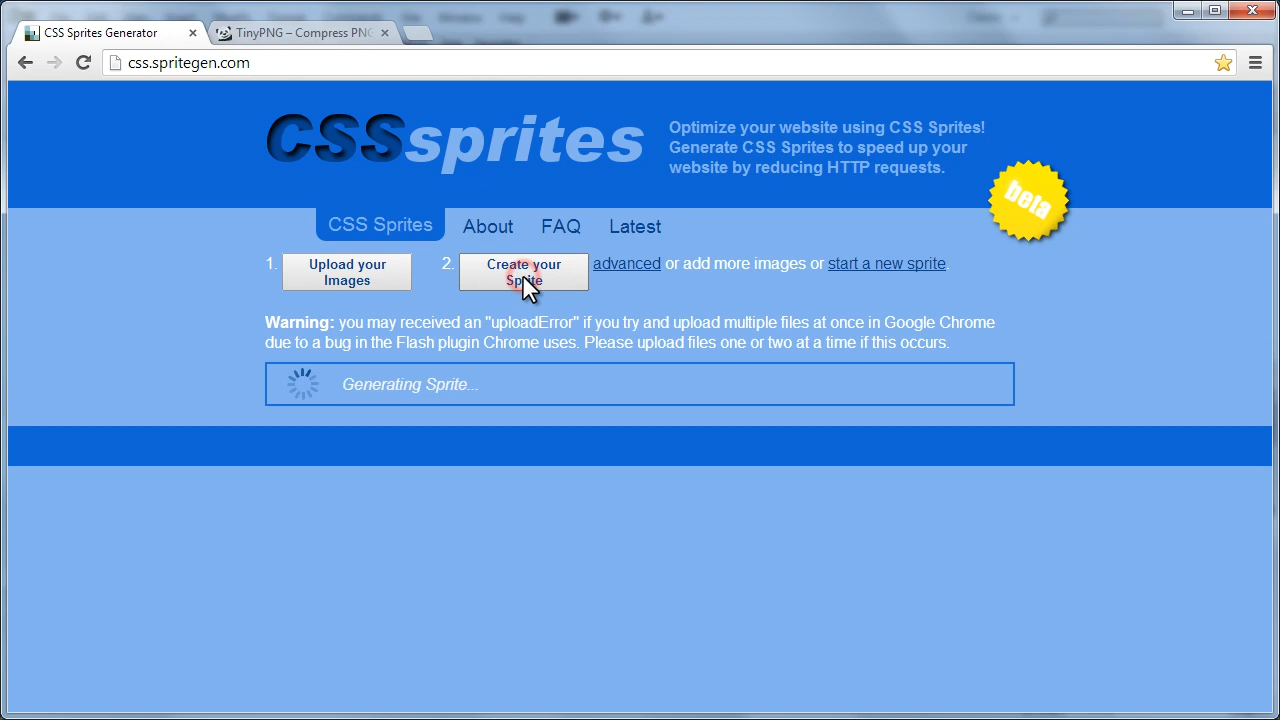 CSS Sprites Generator
TinyPNG – Compress PNG
css.spritegen.com
CSSsprites
Optimize your website using CSS Sprites!
Generate CSS Sprites to speed up your
website by reducing HTTP requests.
beta
CSS Sprites About FAQ Latest
1. Upload your Images 2. Create your Sprite advanced or add more images or start a new sprite.
Warning: you may received an "uploadError" if you try and upload multiple files at once in Google Chrome
due to a bug in the Flash plugin Chrome uses. Please upload files one or two at a time if this occurs.
Generating Sprite...